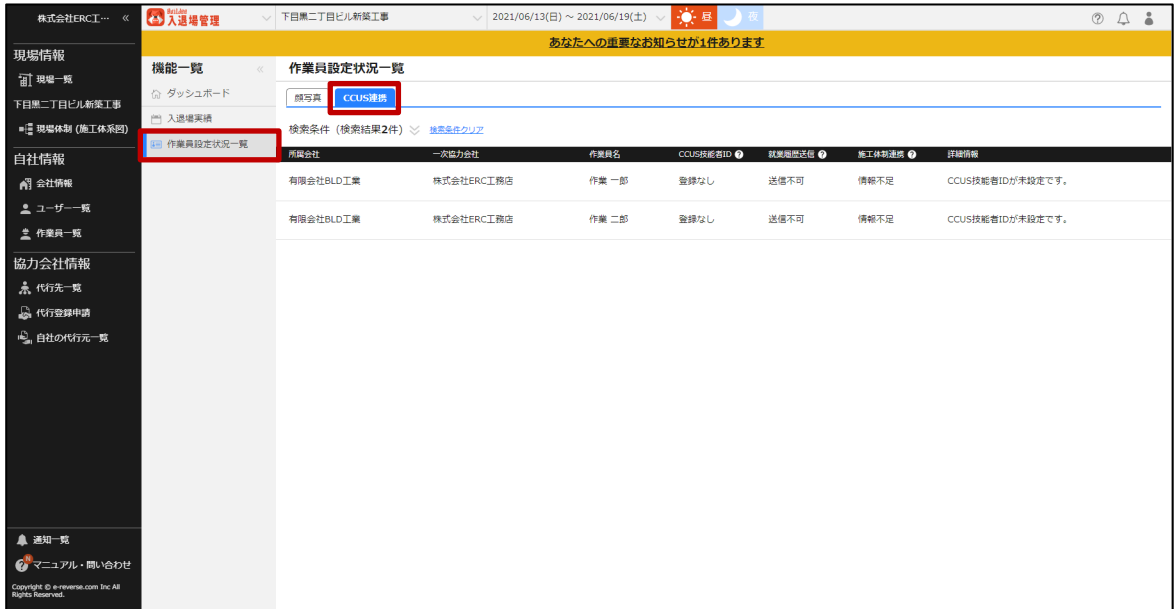 株式会社ERC工… «
現場情報
現場一覧
下目黒二丁目ビル新築工事
現場体制 (施工体系図)
自社情報
会社情報
ユーザー一覧
作業員一覧
協力会社情報
代行先一覧
代行登録申請
自社の代行元一覧
通知一覧
マニュアル・問い合わせ
Copyright © e-reverse.com Inc All
Rights Reserved.
入退場管理
下目黒二丁目ビル新築工事
2021/06/13(日) ~ 2021/06/19(土)
昼
夜
あなたへの重要なお知らせが1件あります
機能一覧 «
ダッシュボード
入退場実績
作業員設定状況一覧
作業員設定状況一覧
顔写真 CCUS連携
検索条件 (検索結果2件) 検索条件クリア
所属会社 一次協力会社 作業員名 CCUS技能者ID ? 就業履歴送信 ? 施工体制連携 ? 詳細情報
有限会社BLD工業 株式会社ERC工務店 作業 一郎 登録なし 送信不可 情報不足 CCUS技能者IDが未設定です。
有限会社BLD工業 株式会社ERC工務店 作業 二郎 登録なし 送信不可 情報不足 CCUS技能者IDが未設定です。